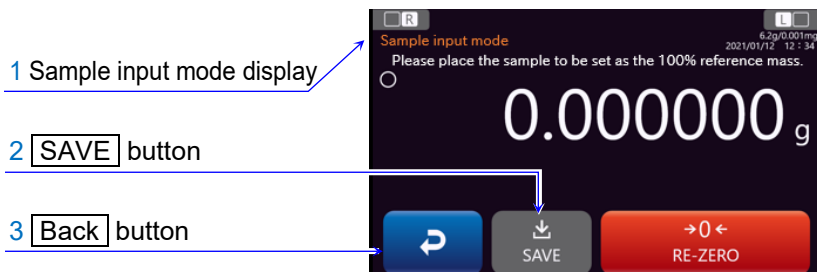 R
L
6.2g/0.001mg
Sample input mode
2021/01/12 12:34
1 Sample input mode display
Please place the sample to be set as the 100% reference mass.
0.000000 g
2 SAVE button
3 Back button
SAVE
→0←
RE-ZERO